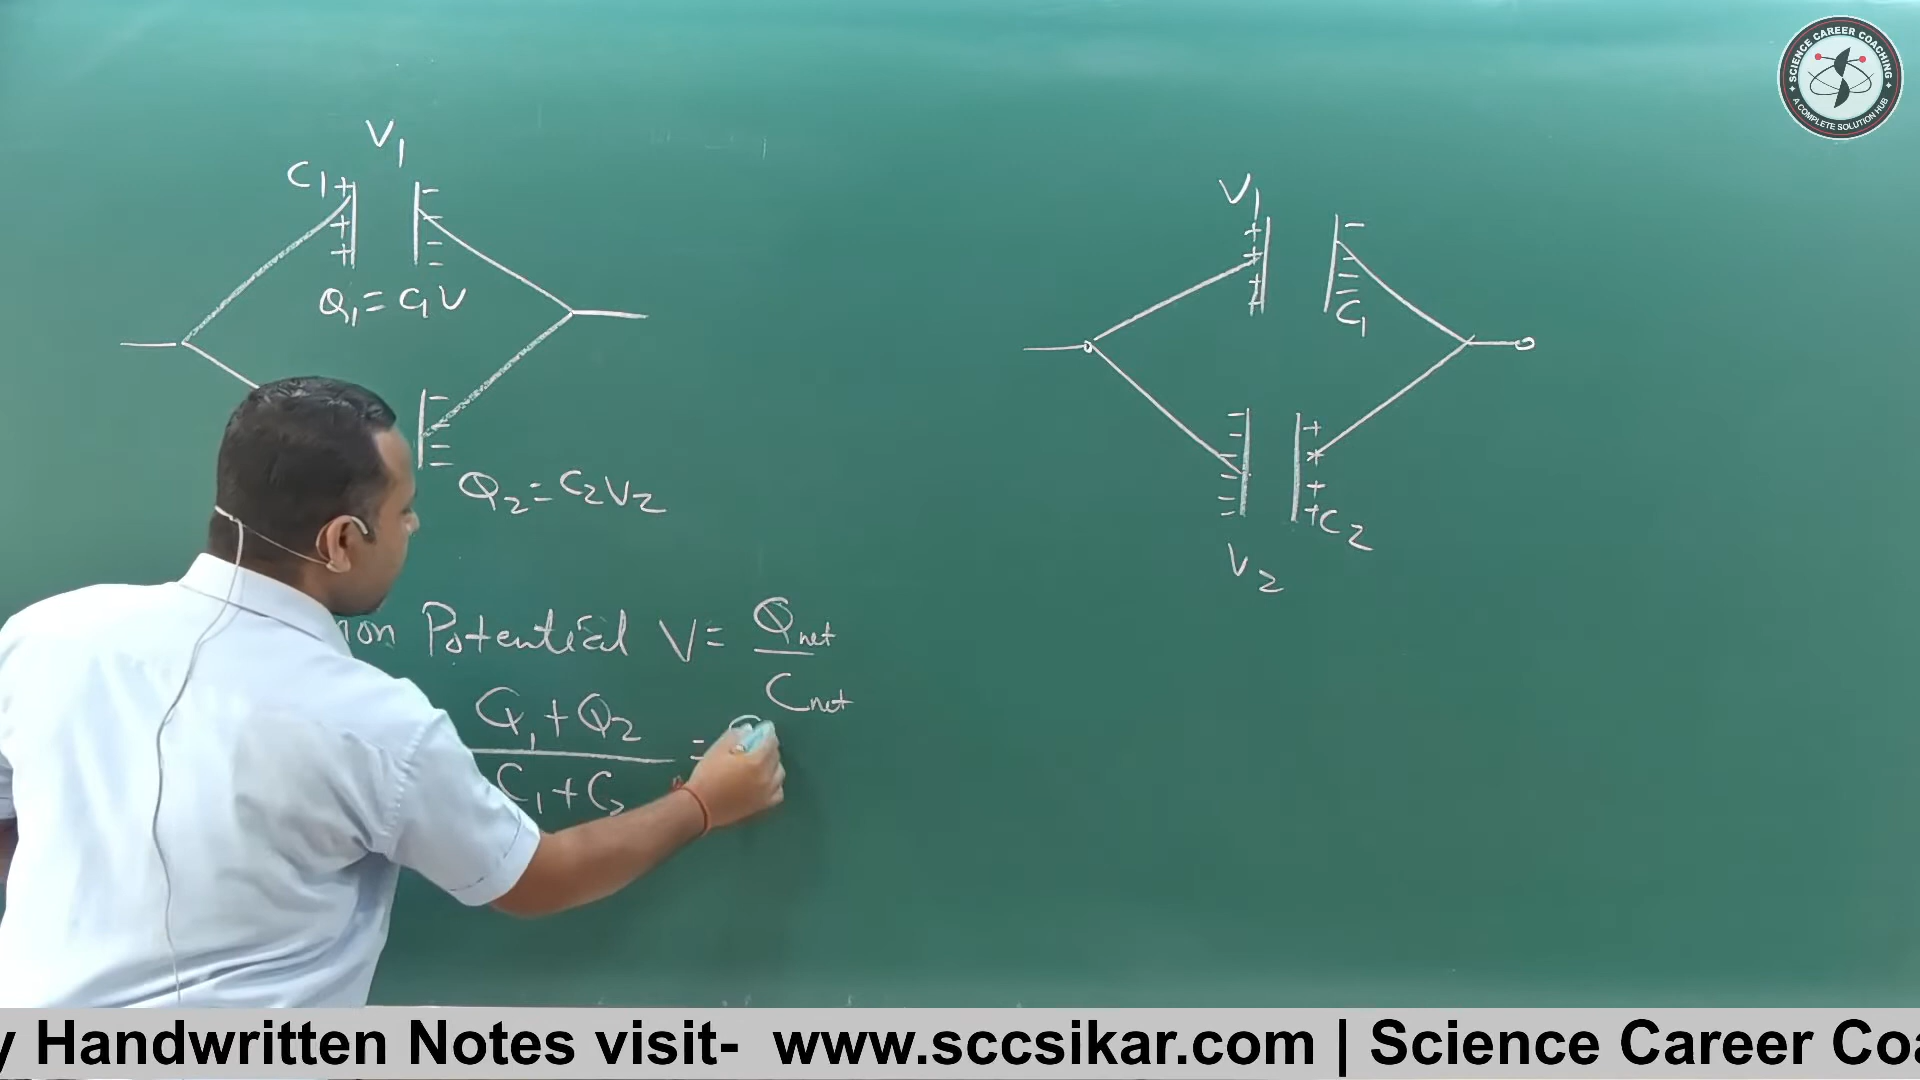 V₁
C₁
Q₁ = C₁V
Q₂ = C₂V₂
Potential V = Qnet / Cnet
Q₁ + Q₂ / C₁ + C₂ =
V₁
C₁
C₂
V₂
SCIENCE CAREER COACHING
A COMPLETE SOLUTION HUB
Handwritten Notes visit- www.sccsikar.com | Science Career